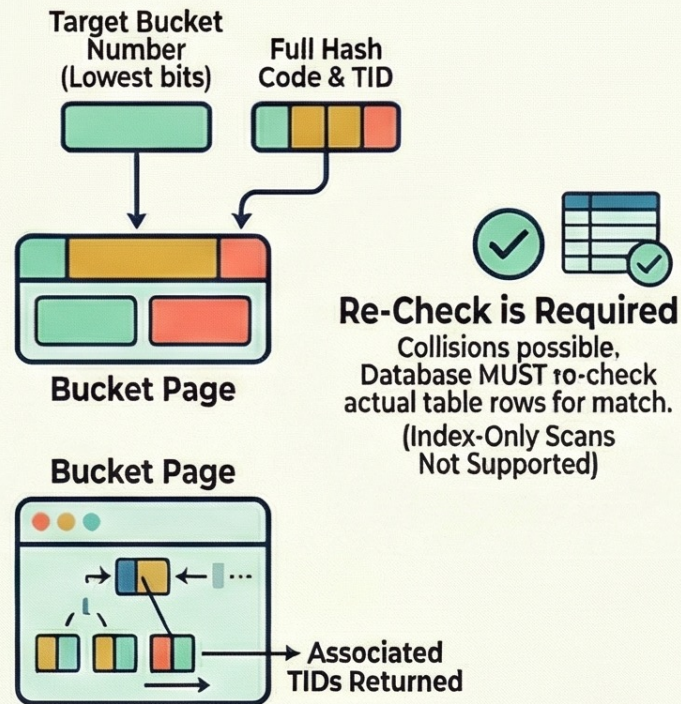 Target Bucket
Number
(Lowest bits)
Full Hash
Code & TID
Bucket Page
Re-Check is Required
Collisions possible,
Database MUST ro-check
actual table rows for match.
(Index-Only Scans
Not Supported)
Bucket Page
Associated
TIDs Returned